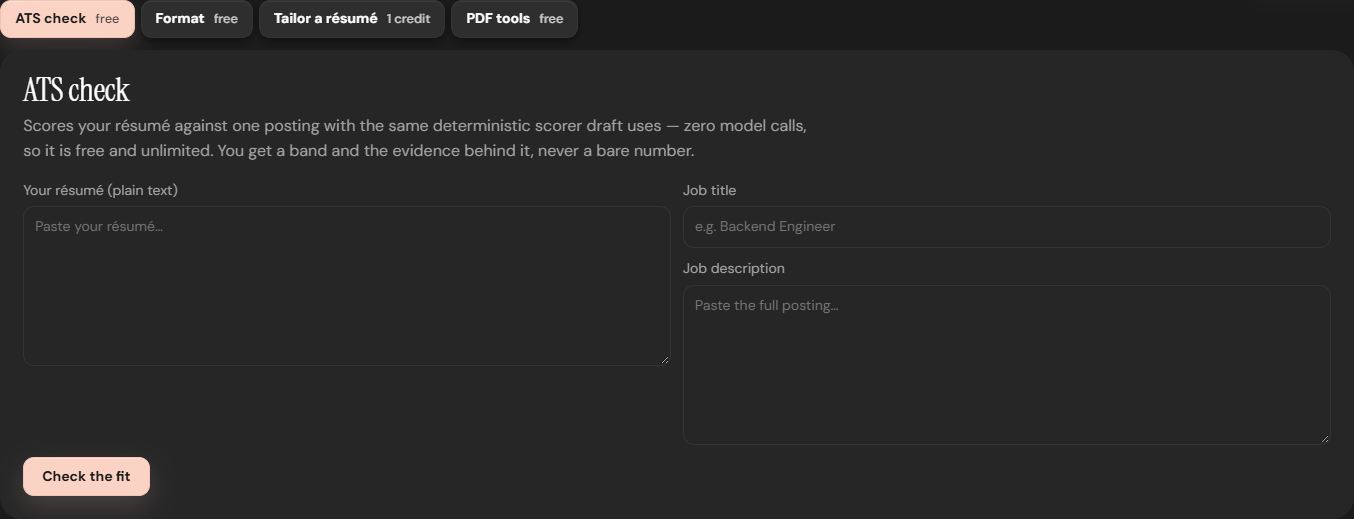 ATS check free Format free Tailor a résumé 1 credit PDF tools free
ATS check
Scores your résumé against one posting with the same deterministic scorer draft uses — zero model calls,
so it is free and unlimited. You get a band and the evidence behind it, never a bare number.
Your résumé (plain text)
Paste your résumé…
Job title
e.g. Backend Engineer
Job description
Paste the full posting…
Check the fit